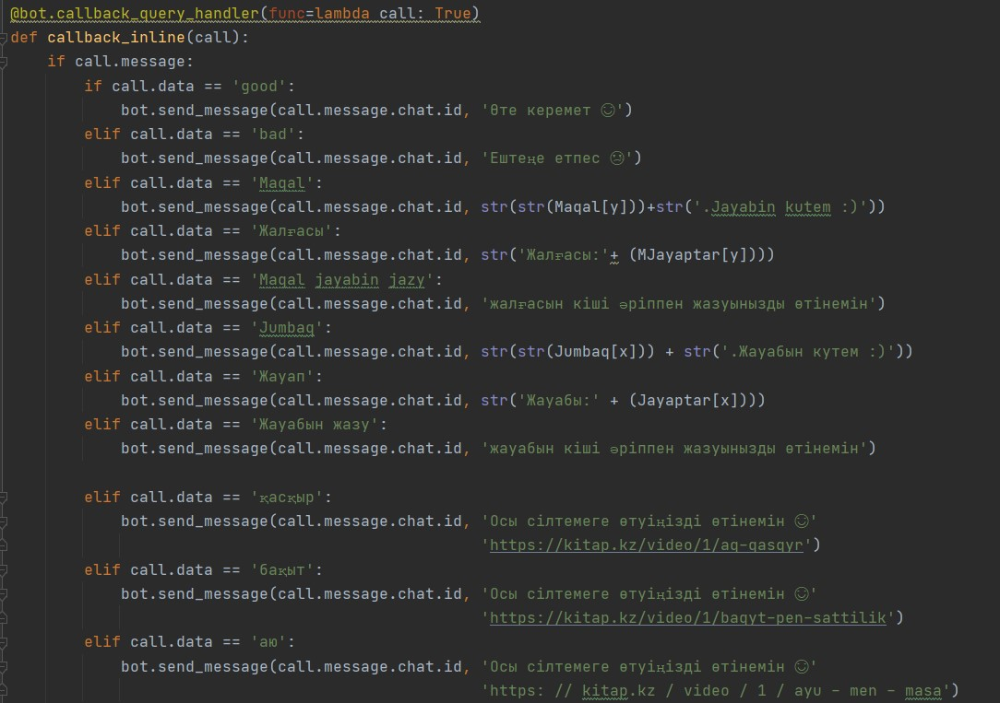 @bot.callback_query_handler(func=lambda call: True)
def callback_inline(call):
    if call.message:
        if call.data == 'good':
            bot.send_message(call.message.chat.id, 'Өте керемет 😊')
        elif call.data == 'bad':
            bot.send_message(call.message.chat.id, 'Ештеңе етпес 😢')
        elif call.data == 'Maqal':
            bot.send_message(call.message.chat.id, str(str(Maqal[y]))+str('.Jayabin kutem :)'))
        elif call.data == 'Жалғасы':
            bot.send_message(call.message.chat.id, str('Жалғасы:'+ (MJayaptar[y])))
        elif call.data == 'Maqal jayabin jazy':
            bot.send_message(call.message.chat.id, 'жалғасын кіші әріппен жазуынызды өтінемін')
        elif call.data == 'Jumbaq':
            bot.send_message(call.message.chat.id, str(str(Jumbaq[x])) + str('.Жауабын кутем :)'))
        elif call.data == 'Жауап':
            bot.send_message(call.message.chat.id, str('Жауабы:' + (Jayaptar[x])))
        elif call.data == 'Жауабын жазу':
            bot.send_message(call.message.chat.id, 'жауабын кіші әріппен жазуынызды өтінемін')
        elif call.data == 'қасқыр':
            bot.send_message(call.message.chat.id, 'Осы сілтемеге өтуіңізді өтінемін 😊'
                                                   'https://kitap.kz/video/1/aq-qasqyr')
        elif call.data == 'бақыт':
            bot.send_message(call.message.chat.id, 'Осы сілтемеге өтуіңізді өтінемін 😊'
                                                   'https://kitap.kz/video/1/baqyt-pen-sattilik')
        elif call.data == 'аю':
            bot.send_message(call.message.chat.id, 'Осы сілтемеге өтуіңізді өтінемін 😊'
                                                   'https: // kitap.kz / video / 1 / ayu - men - masa')